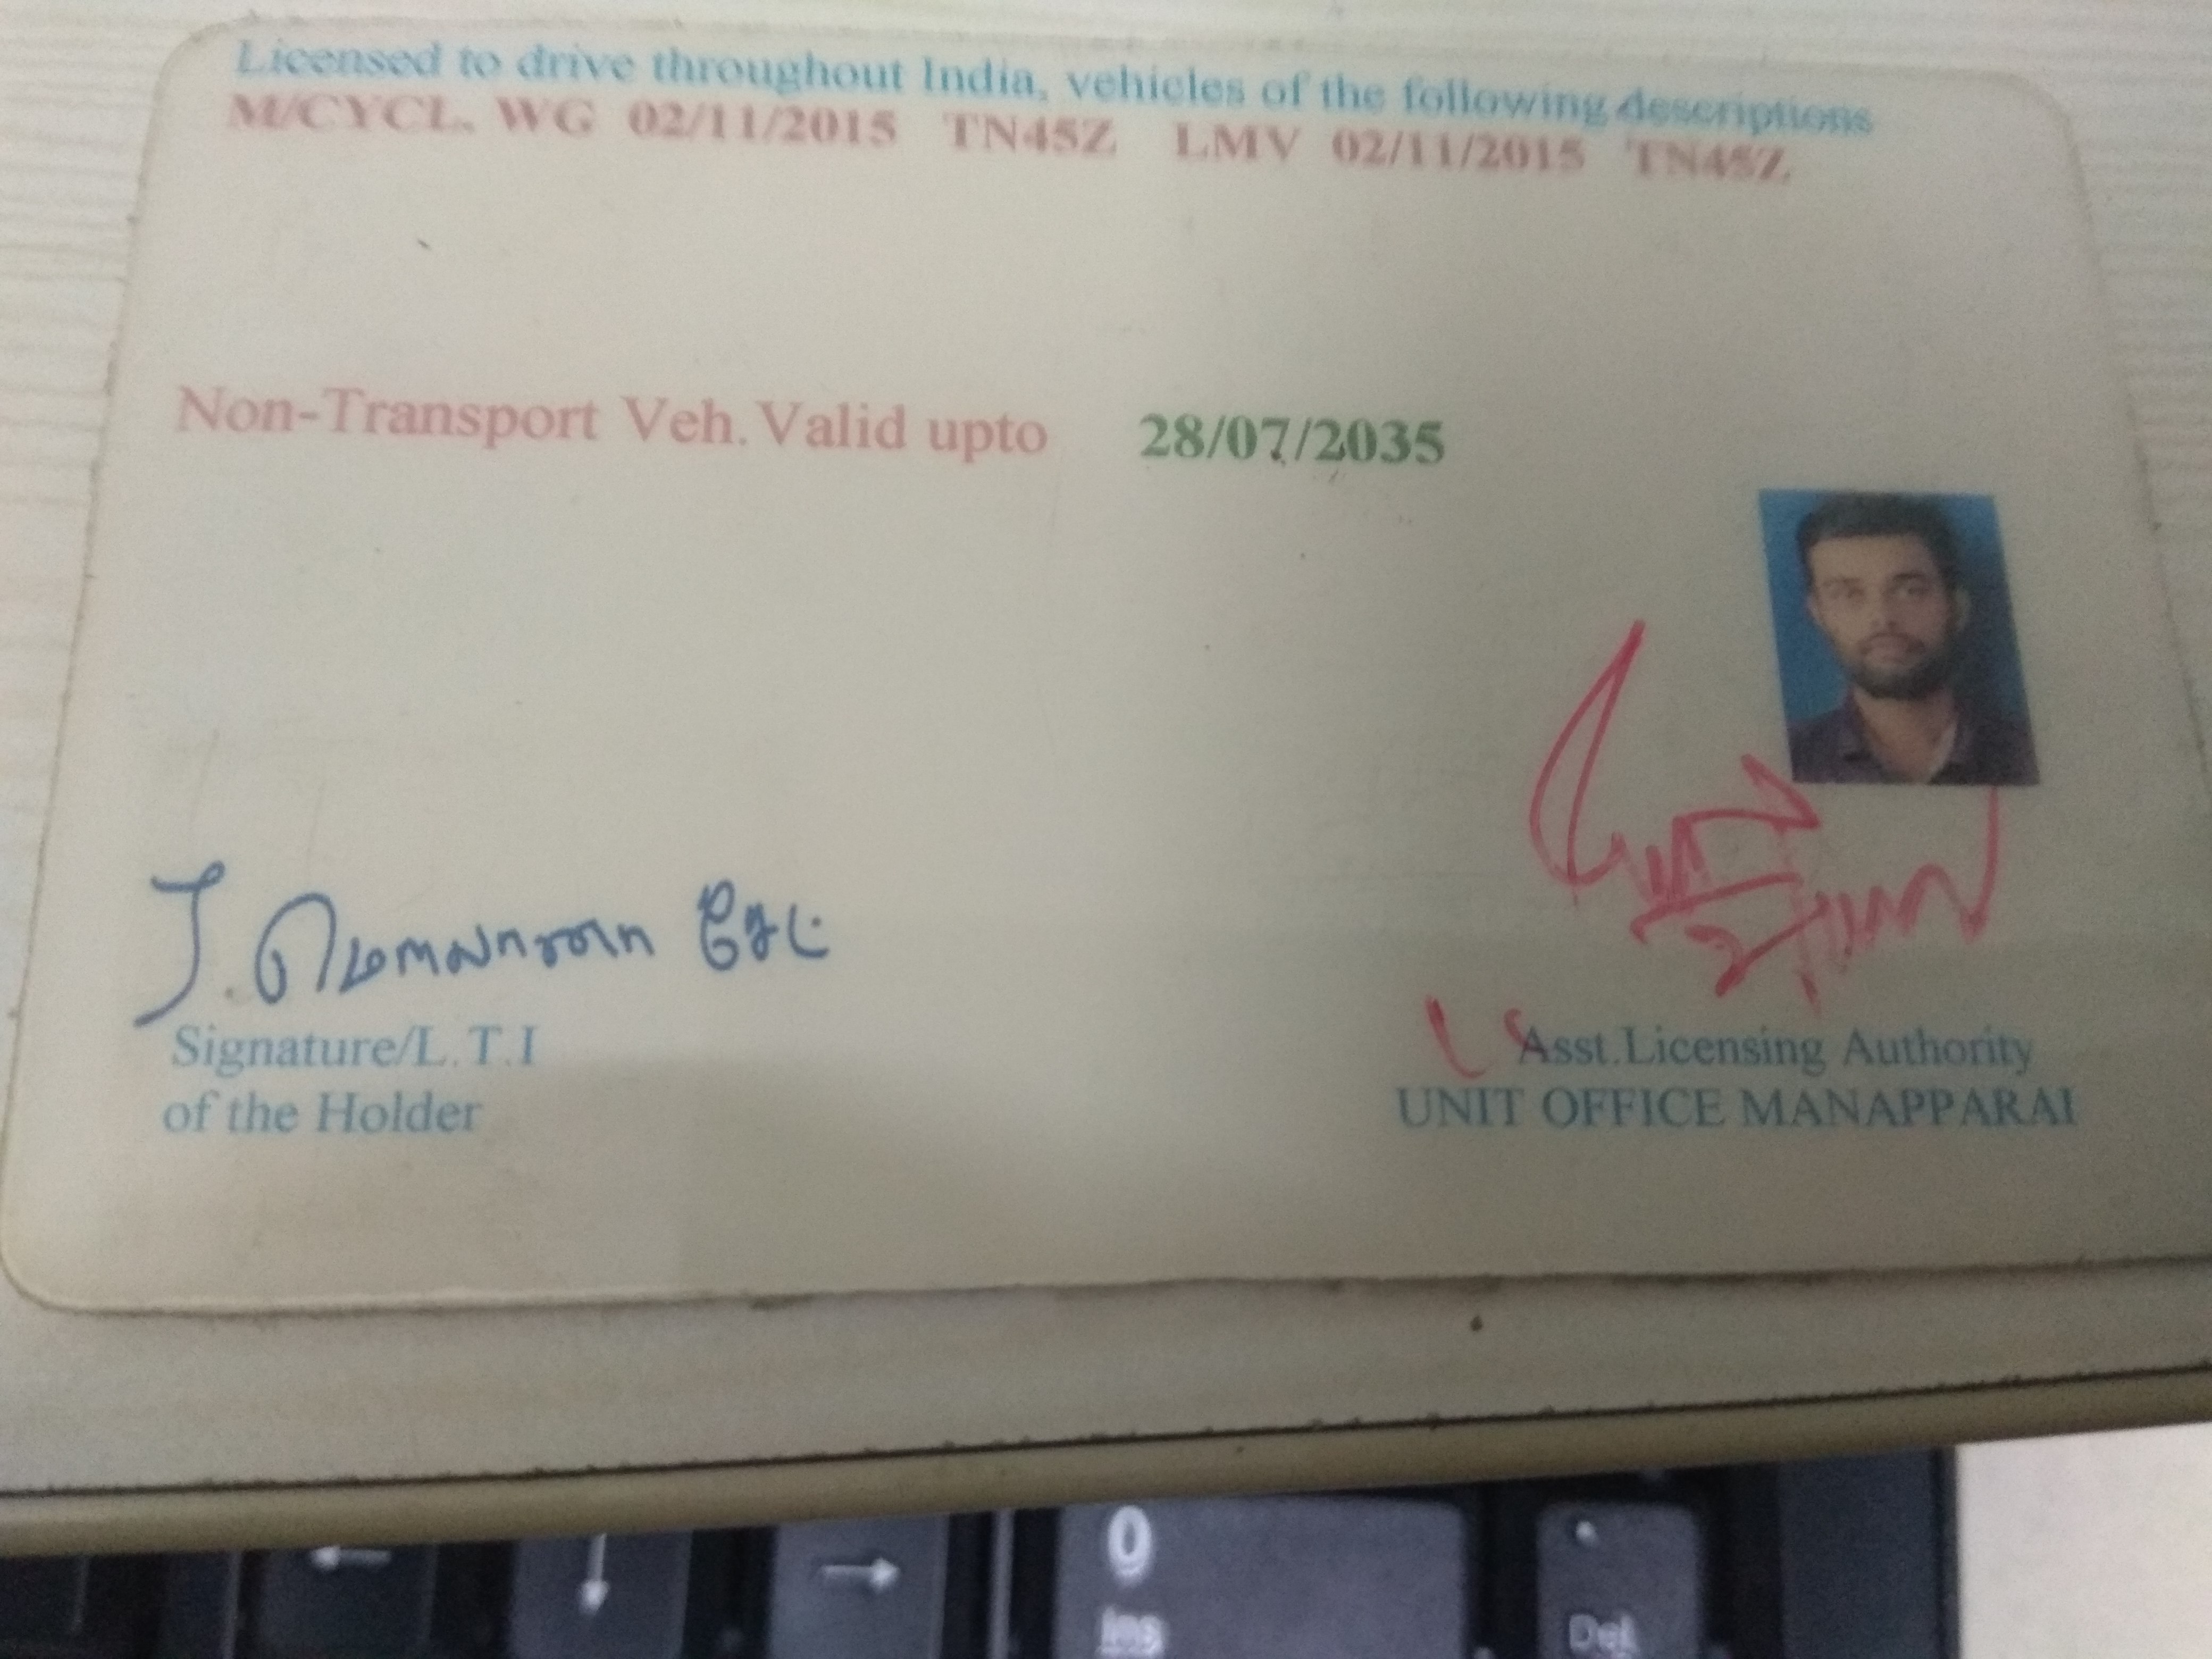 Licensed to drive throughout India, vehicles of the following descriptions
M/CYCL. WG 02/11/2015 TN45Z LMV 02/11/2015 TN45Z
Non-Transport Veh. Valid upto 28/07/2035
Signature/L.T.I
of the Holder
Asst.Licensing Authority
UNIT OFFICE MANAPPARAI
← ↓ → 0 .
Ins Del